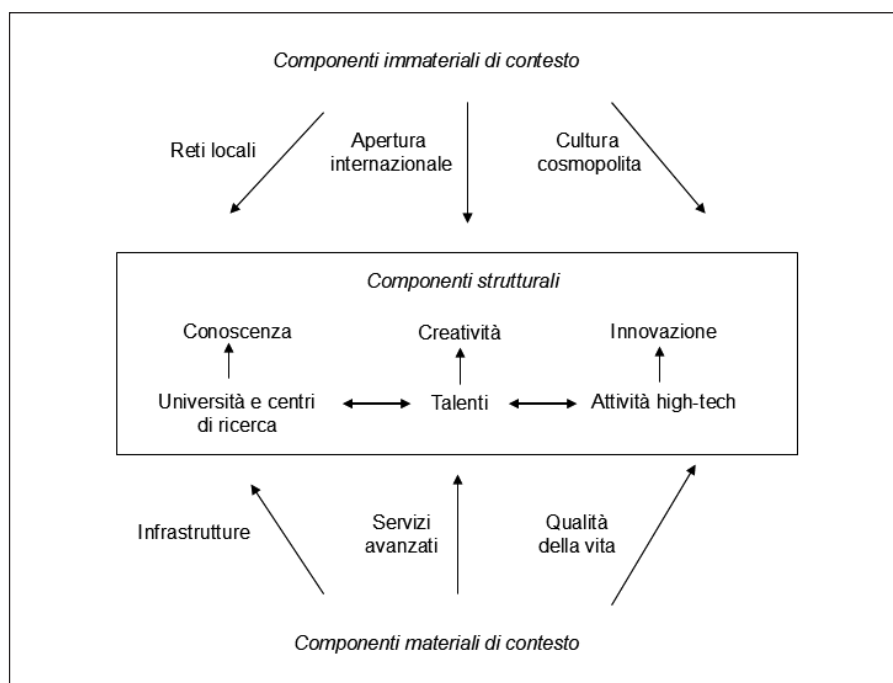 Componenti immateriali di contesto
Reti locali
Apertura
internazionale
Cultura
cosmopolita
Componenti strutturali
Conoscenza
Creatività
Innovazione
Università e centri
di ricerca
Talenti
Attività high-tech
Infrastrutture
Servizi
avanzati
Qualità
della vita
Componenti materiali di contesto